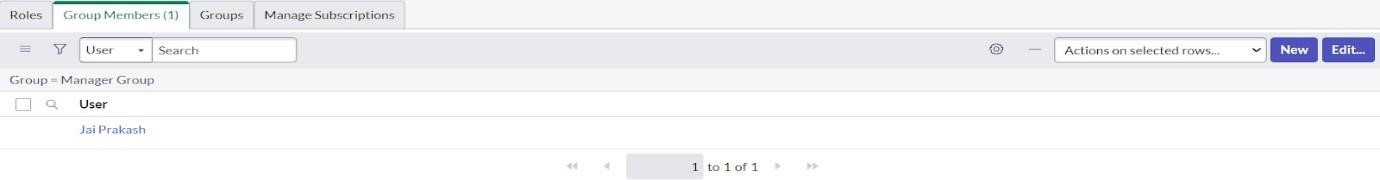 Roles Group Members (1) Groups Manage Subscriptions
User Search Actions on selected rows... New Edit...
Group = Manager Group
User
Jai Prakash
1 to 1 of 1